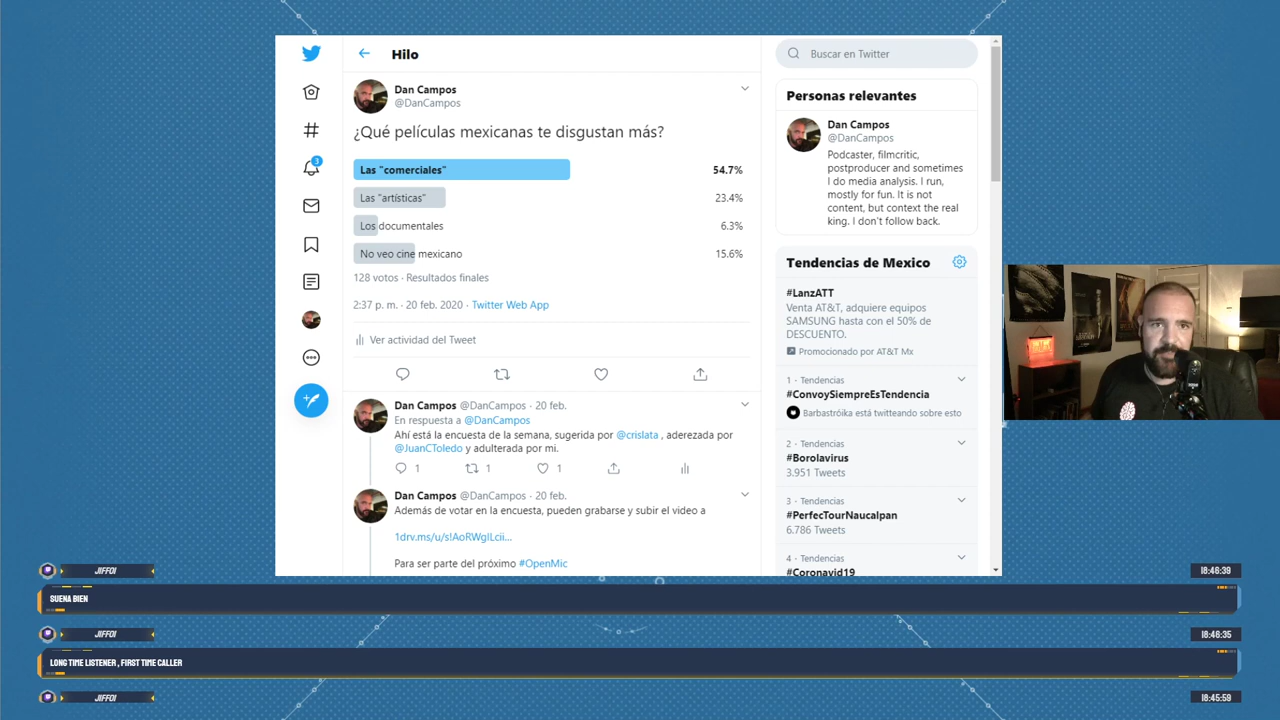 Hilo
Dan Campos
@DanCampos
¿Qué películas mexicanas te disgustan más?
Las "comerciales" 54.7%
Las "artísticas" 23.4%
Los documentales 6.3%
No veo cine mexicano 15.6%
128 votos · Resultados finales
2:37 p. m. · 20 feb. 2020 · Twitter Web App
Ver actividad del Tweet
Dan Campos @DanCampos · 20 feb.
En respuesta a @DanCampos
Ahí está la encuesta de la semana, sugerida por @crislata , aderezada por
@JuanCToledo y adulterada por mi.
1 1 1
Dan Campos @DanCampos · 20 feb.
Además de votar en la encuesta, pueden grabarse y subir el video a
1drv.ms/u/s!AoRWgILcii...
Para ser parte del próximo #OpenMic
3
Buscar en Twitter
Personas relevantes
Dan Campos
@DanCampos
Podcaster, filmcritic,
postproducer and sometimes
I do media analysis. I run,
mostly for fun. It is not
content, but context the real
king. I don't follow back.
Tendencias de Mexico
#LanzATT
Venta AT&T, adquiere equipos
SAMSUNG hasta con el 50% de
DESCUENTO.
Promocionado por AT&T Mx
1 · Tendencias
#ConvoySiempreEsTendencia
Barbastróika está twitteando sobre esto
2 · Tendencias
#Borolavirus
3.951 Tweets
3 · Tendencias
#PerfecTourNaucalpan
6.786 Tweets
4 · Tendencias
#Coronavid19
JIFFOI 18:46:39
SUENA BIEN
JIFFOI 18:46:35
LONG TIME LISTENER, FIRST TIME CALLER
JIFFOI 18:45:59